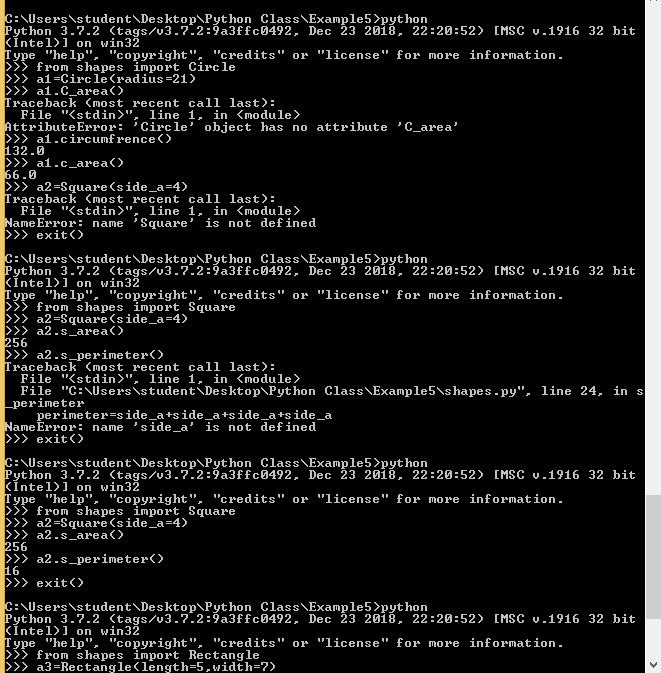 C:\Users\student\Desktop\Python Class\Example5>python
Python 3.7.2 (tags/v3.7.2:9a3ffc0492, Dec 23 2018, 22:20:52) [MSC v.1916 32 bit
(Intel)] on win32
Type "help", "copyright", "credits" or "license" for more information.
>>> from shapes import Circle
>>> a1=Circle(radius=21)
>>> a1.C_area()
Traceback (most recent call last):
  File "<stdin>", line 1, in <module>
AttributeError: 'Circle' object has no attribute 'C_area'
>>> a1.circumfrence()
132.0
>>> a1.c_area()
66.0
>>> a2=Square(side_a=4)
Traceback (most recent call last):
  File "<stdin>", line 1, in <module>
NameError: name 'Square' is not defined
>>> exit()
C:\Users\student\Desktop\Python Class\Example5>python
Python 3.7.2 (tags/v3.7.2:9a3ffc0492, Dec 23 2018, 22:20:52) [MSC v.1916 32 bit
(Intel)] on win32
Type "help", "copyright", "credits" or "license" for more information.
>>> from shapes import Square
>>> a2=Square(side_a=4)
>>> a2.s_area()
256
>>> a2.s_perimeter()
Traceback (most recent call last):
  File "<stdin>", line 1, in <module>
  File "C:\Users\student\Desktop\Python Class\Example5\shapes.py", line 24, in s
_perimeter
    perimeter=side_a+side_a+side_a+side_a
NameError: name 'side_a' is not defined
>>> exit()
C:\Users\student\Desktop\Python Class\Example5>python
Python 3.7.2 (tags/v3.7.2:9a3ffc0492, Dec 23 2018, 22:20:52) [MSC v.1916 32 bit
(Intel)] on win32
Type "help", "copyright", "credits" or "license" for more information.
>>> from shapes import Square
>>> a2=Square(side_a=4)
>>> a2.s_area()
256
>>> a2.s_perimeter()
16
>>> exit()
C:\Users\student\Desktop\Python Class\Example5>python
Python 3.7.2 (tags/v3.7.2:9a3ffc0492, Dec 23 2018, 22:20:52) [MSC v.1916 32 bit
(Intel)] on win32
Type "help", "copyright", "credits" or "license" for more information.
>>> from shapes import Rectangle
>>> a3=Rectangle(length=5,width=7)